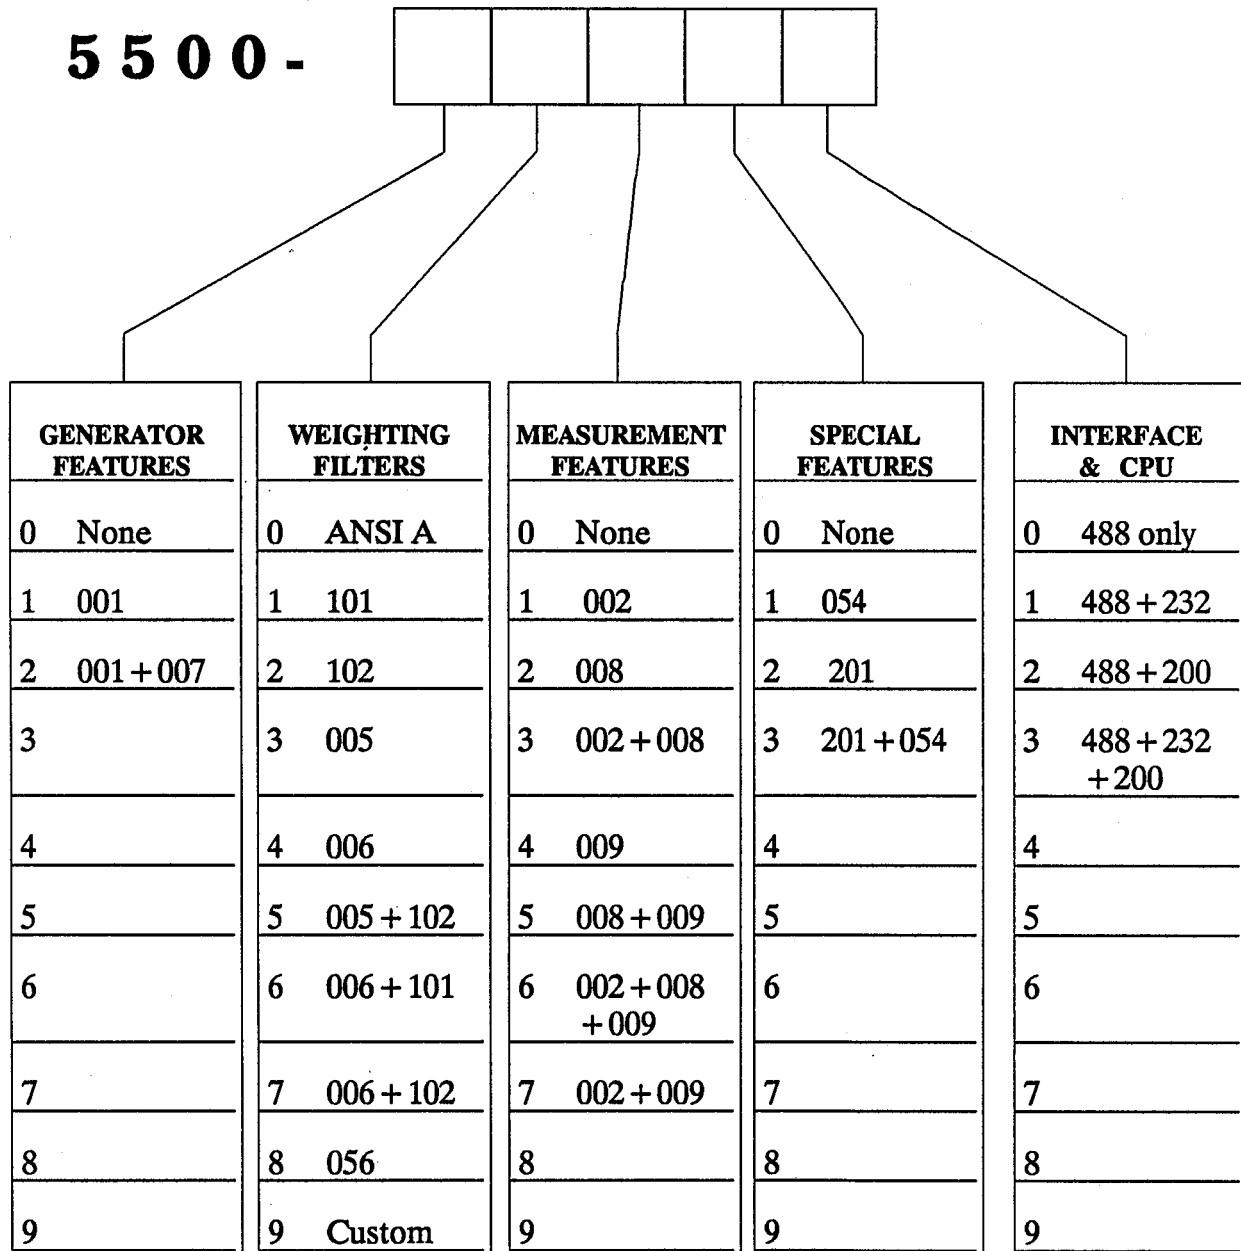 5 5 0 0 -
GENERATOR
FEATURES
0 None
1 001
2 001+007
3
4
5
6
7
8
9
WEIGHTING
FILTERS
0 ANSI A
1 101
2 102
3 005
4 006
5 005+102
6 006+101
7 006+102
8 056
9 Custom
MEASUREMENT
FEATURES
0 None
1 002
2 008
3 002+008
4 009
5 008+009
6 002+008
+009
7 002+009
8
9
SPECIAL
FEATURES
0 None
1 054
2 201
3 201+054
4
5
6
7
8
9
INTERFACE
& CPU
0 488 only
1 488+232
2 488+200
3 488+232
+200
4
5
6
7
8
9